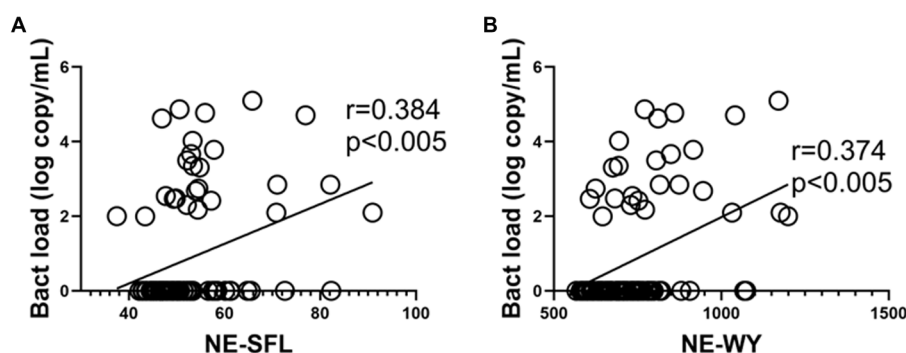 A
Bact load (log copy/mL)
6
4
2
0
40
60
80
100
NE-SFL
r=0.384
p<0.005
B
Bact load (log copy/mL)
6
4
2
0
500
1000
1500
NE-WY
r=0.374
p<0.005